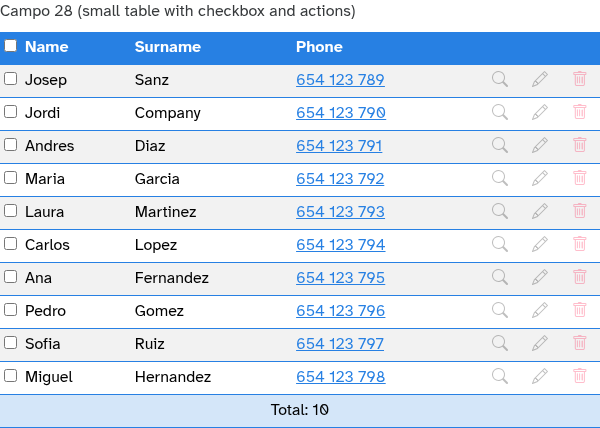 Campo 28 (small table with checkbox and actions)
Name Surname Phone
Josep Sanz 654 123 789
Jordi Company 654 123 790
Andres Diaz 654 123 791
Maria Garcia 654 123 792
Laura Martinez 654 123 793
Carlos Lopez 654 123 794
Ana Fernandez 654 123 795
Pedro Gomez 654 123 796
Sofia Ruiz 654 123 797
Miguel Hernandez 654 123 798
Total: 10